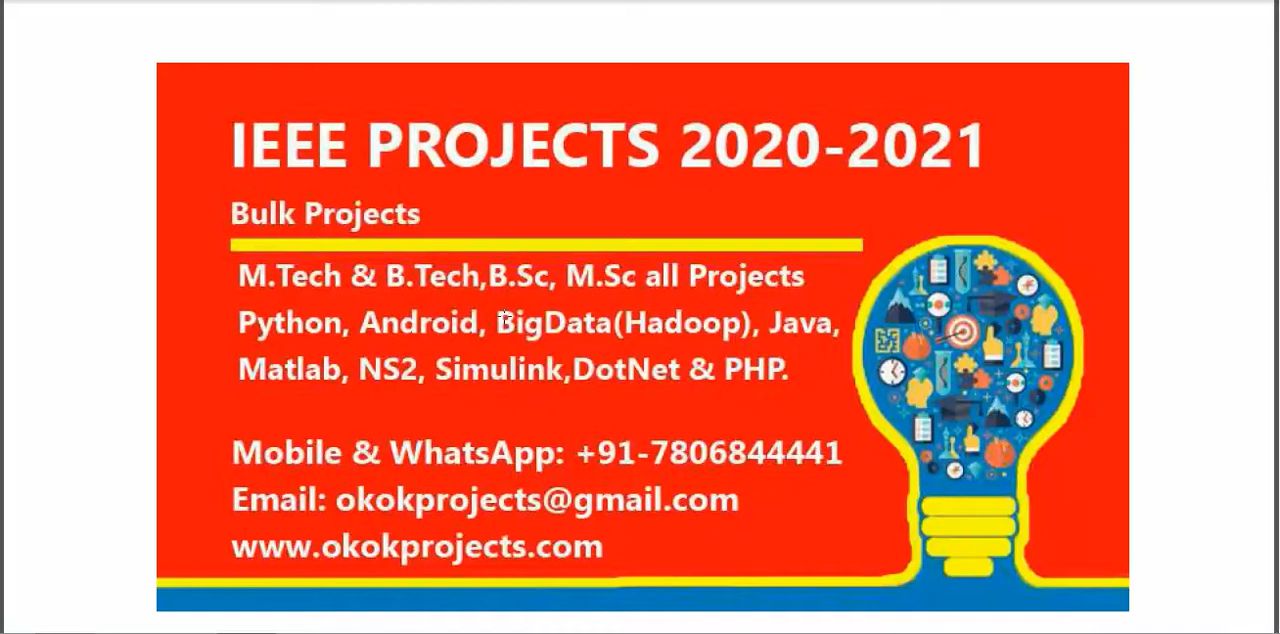 IEEE PROJECTS 2020-2021
Bulk Projects
M.Tech & B.Tech,B.Sc, M.Sc all Projects
Python, Android, BigData(Hadoop), Java,
Matlab, NS2, Simulink,DotNet & PHP.
Mobile & WhatsApp: +91-7806844441
Email: okokprojects@gmail.com
www.okokprojects.com